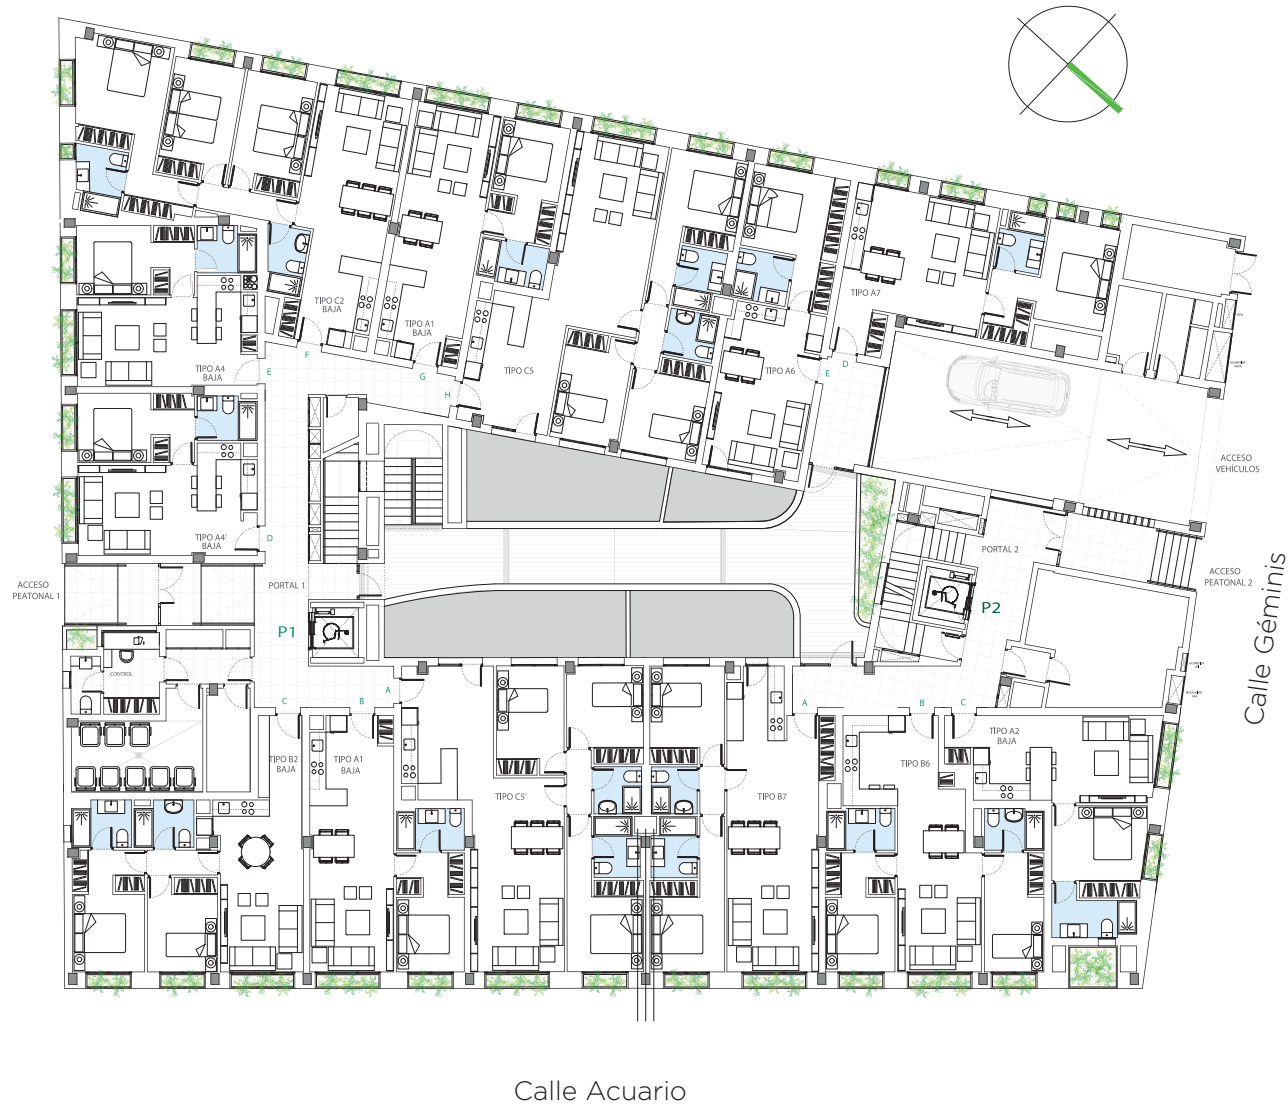 TIPO C2
BAJA
TIPO A1
BAJA
TIPO C5
TIPO A7
TIPO A6
TIPO A4
BAJA
F
E
G
H
E
D
TIPO A4'
BAJA
D
ACCESO
VEHÍCULOS
ACCESO
PEATONAL 1
PORTAL 1
PORTAL 2
ACCESO
PEATONAL 2
P1
P2
CONTROL
A
B
C
A
B
C
TIPO B2
BAJA
TIPO A1
BAJA
TIPO C5'
TIPO B7
TIPO B6
TIPO A2
BAJA
Calle Géminis
Calle Acuario